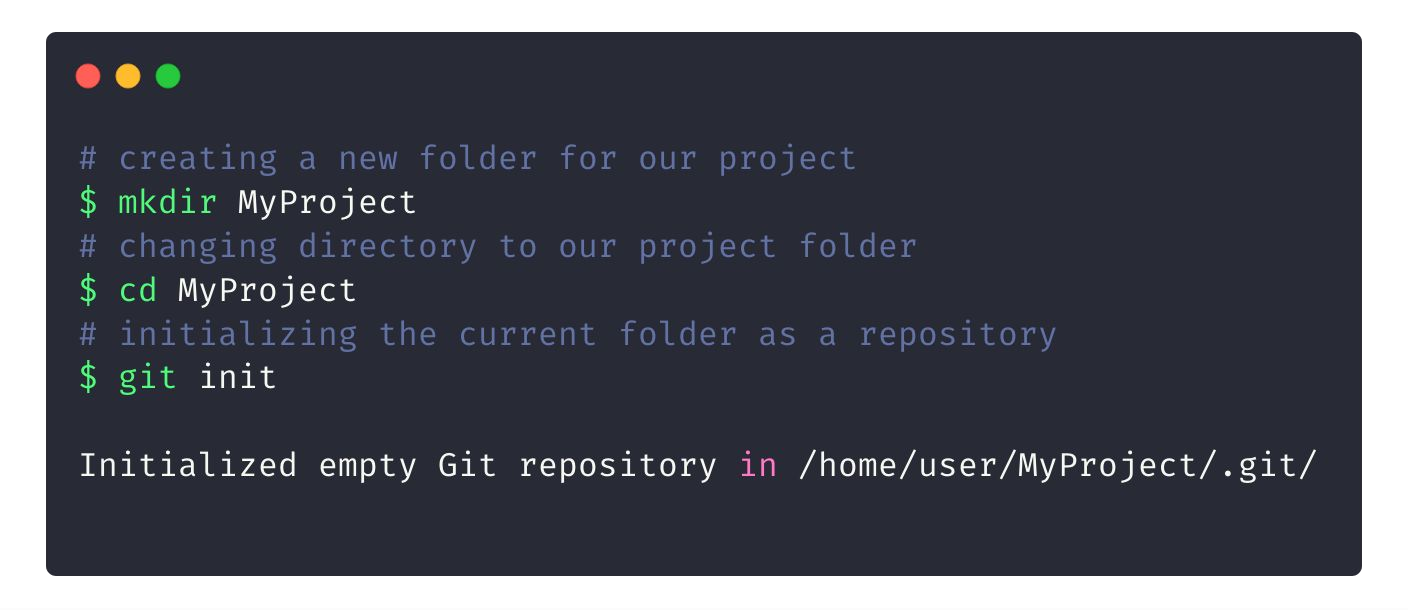 # creating a new folder for our project
$ mkdir MyProject
# changing directory to our project folder
$ cd MyProject
# initializing the current folder as a repository
$ git init
Initialized empty Git repository in /home/user/MyProject/.git/